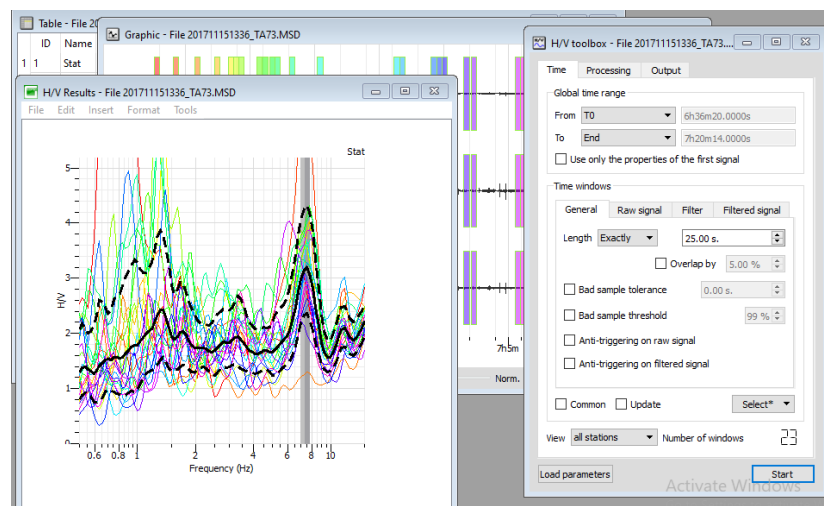 Table - File 20
ID Name
1 1 Stat
Graphic - File 201711151336_TA73.MSD
7h5m
Norm.
H/V Results - File 201711151336_TA73.MSD
File Edit Insert Format Tools
Stat
5
4
3
2
1
0
H/V
0.6 0.8 1 2 4 6 8 10
Frequency (Hz)
H/V toolbox - File 201711151336_TA73....
Time Processing Output
Global time range
From T0 6h36m20.0000s
To End 7h20m14.0000s
Use only the properties of the first signal
Time windows
General Raw signal Filter Filtered signal
Length Exactly 25.00 s.
Overlap by 5.00 %
Bad sample tolerance 0.00 s.
Bad sample threshold 99 %
Anti-triggering on raw signal
Anti-triggering on filtered signal
Common Update Select*
View all stations Number of windows 23
Load parameters Start
Activate Windows